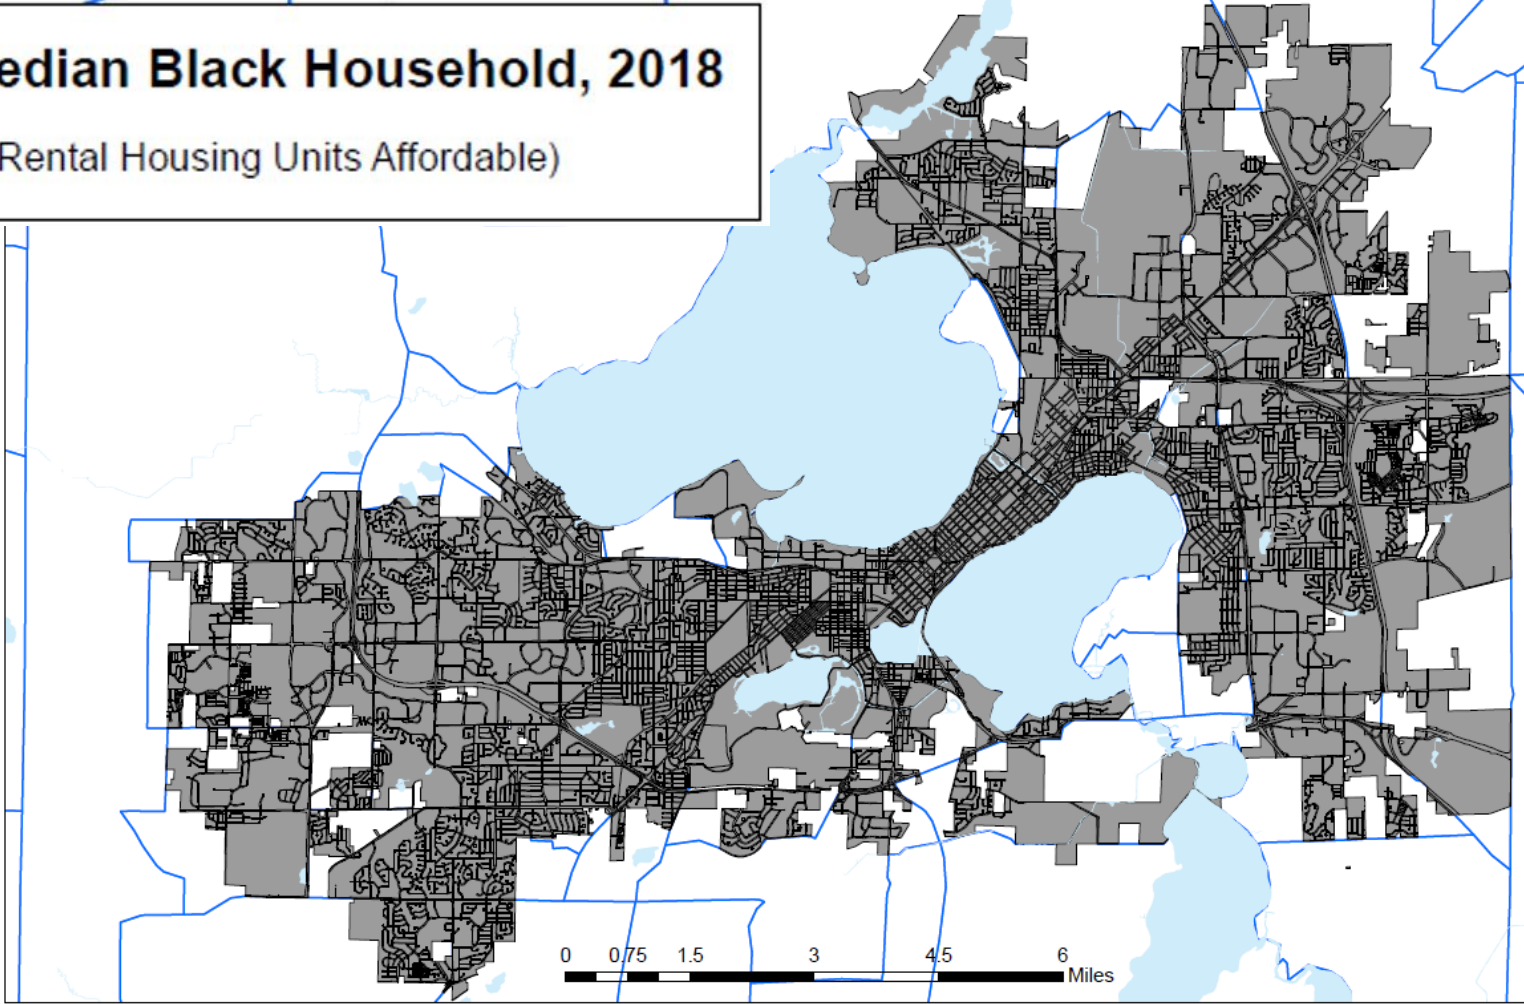 edian Black Household, 2018
Rental Housing Units Affordable)
0 0.75 1.5 3 4.5 6
Miles